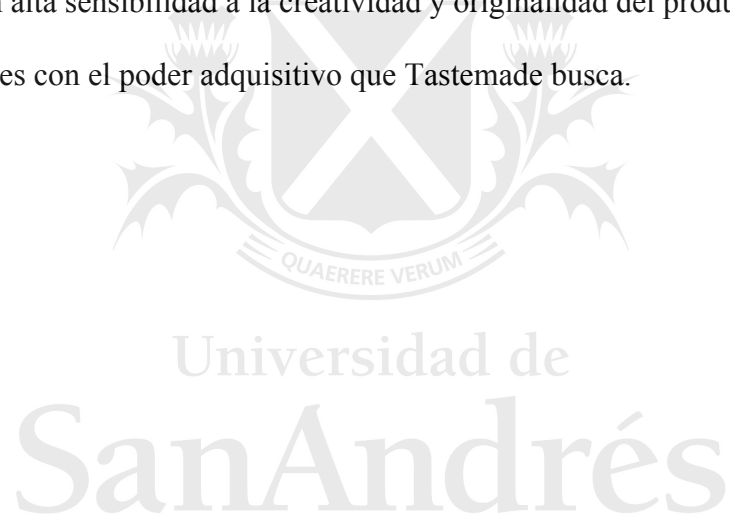 alta sensibilidad a la creatividad y originalidad del produ
es con el poder adquisitivo que Tastemade busca.
QUAERERE VERUM
Universidad de
SanAndrés